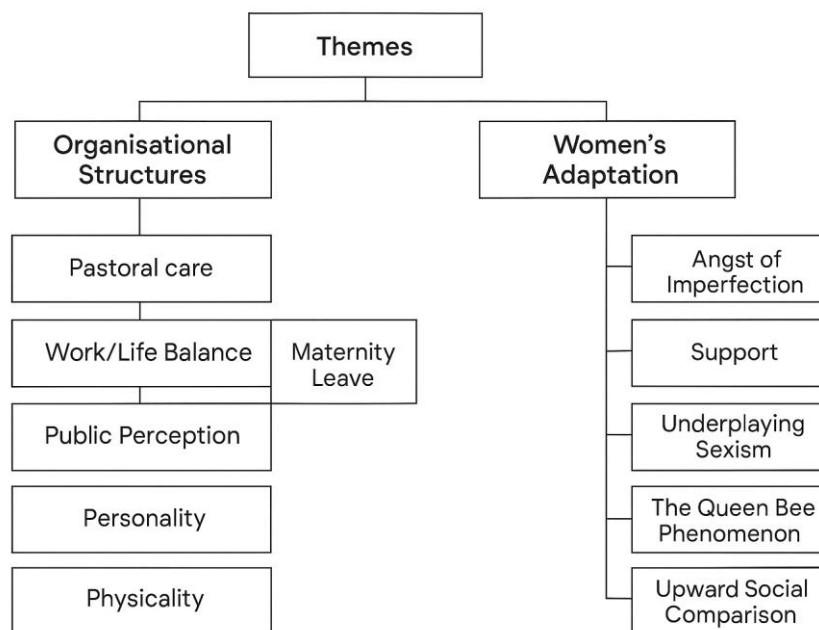 Themes
Organisational
Structures
Women's
Adaptation
Pastoral care
Work/Life Balance
Maternity
Leave
Public Perception
Personality
Physicality
Angst of
Imperfection
Support
Underplaying
Sexism
The Queen Bee
Phenomenon
Upward Social
Comparison